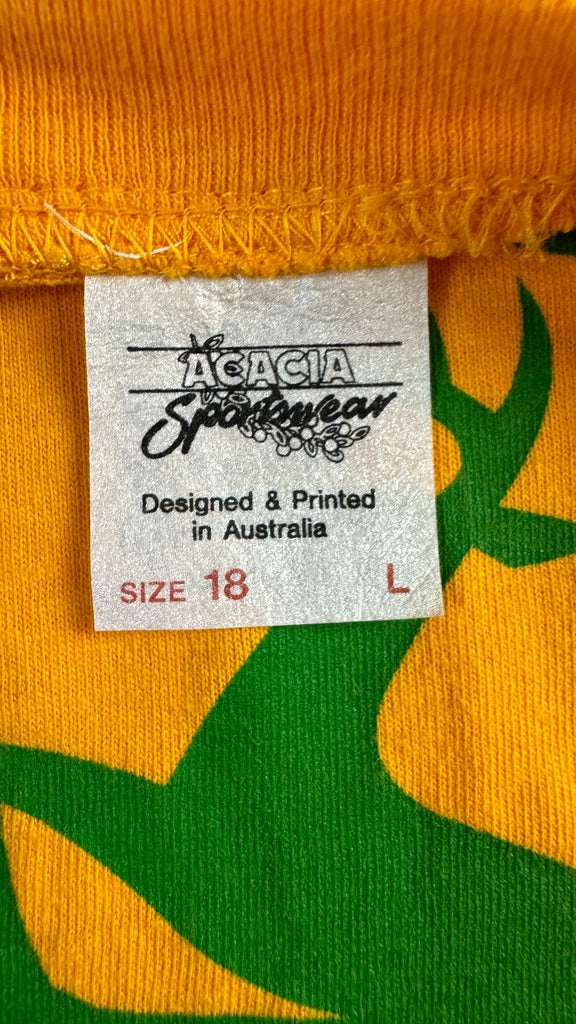 ACACIA
Sportswear
Designed & Printed
in Australia
SIZE 18 L